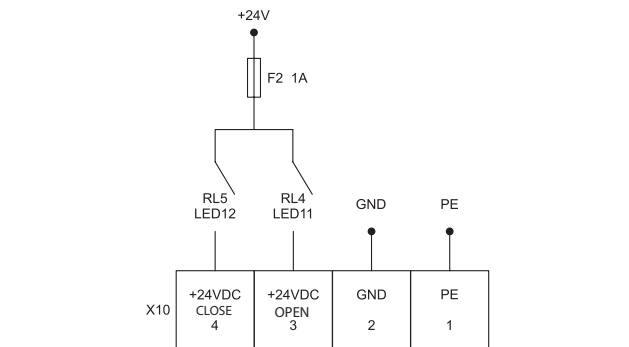 +24V
F2 1A
RL5
LED12
RL4
LED11
GND
PE
X10
+24VDC
CLOSE
4
+24VDC
OPEN
3
GND
2
PE
1